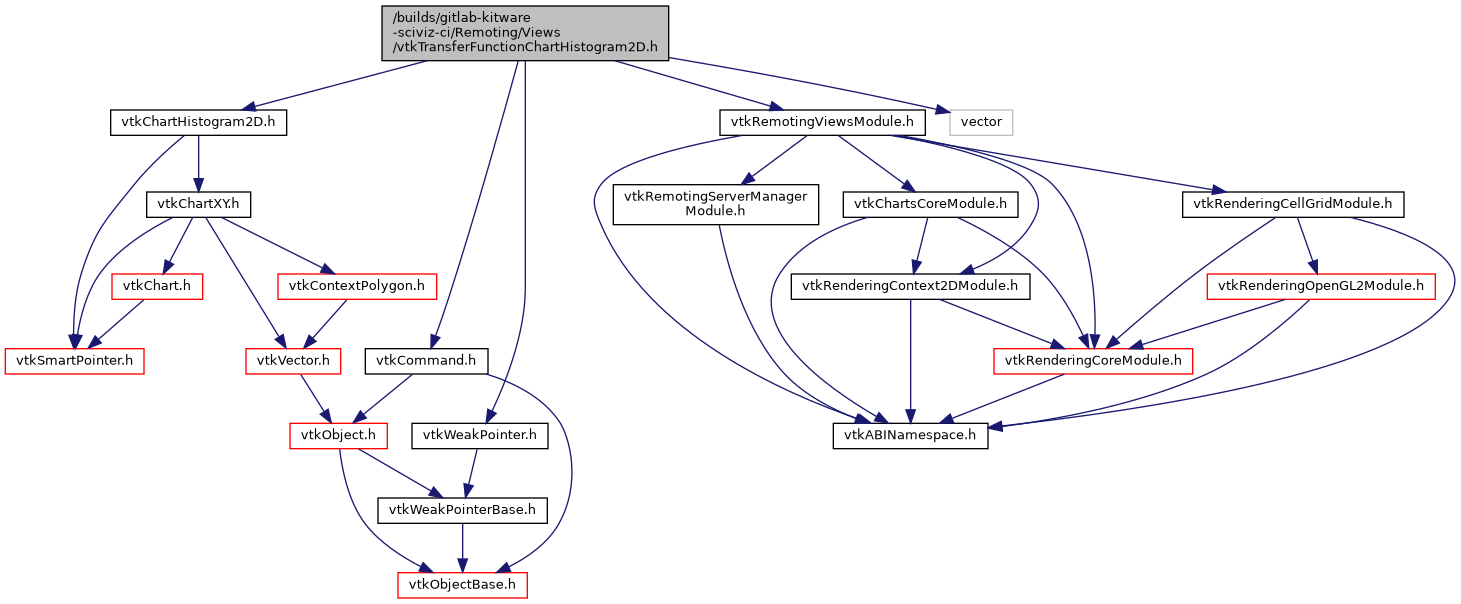 /builds/gitlab-kitware
-sciviz-ci/Remoting/Views
/vtkTransferFunctionChartHistogram2D.h
vtkChartHistogram2D.h
vtkRemotingViewsModule.h
vector
vtkChartXY.h
vtkRemotingServerManager
Module.h
vtkChartsCoreModule.h
vtkRenderingCellGridModule.h
vtkChart.h
vtkContextPolygon.h
vtkRenderingContext2DModule.h
vtkRenderingOpenGL2Module.h
vtkSmartPointer.h
vtkVector.h
vtkCommand.h
vtkRenderingCoreModule.h
vtkObject.h
vtkWeakPointer.h
vtkABINamespace.h
vtkWeakPointerBase.h
vtkObjectBase.h